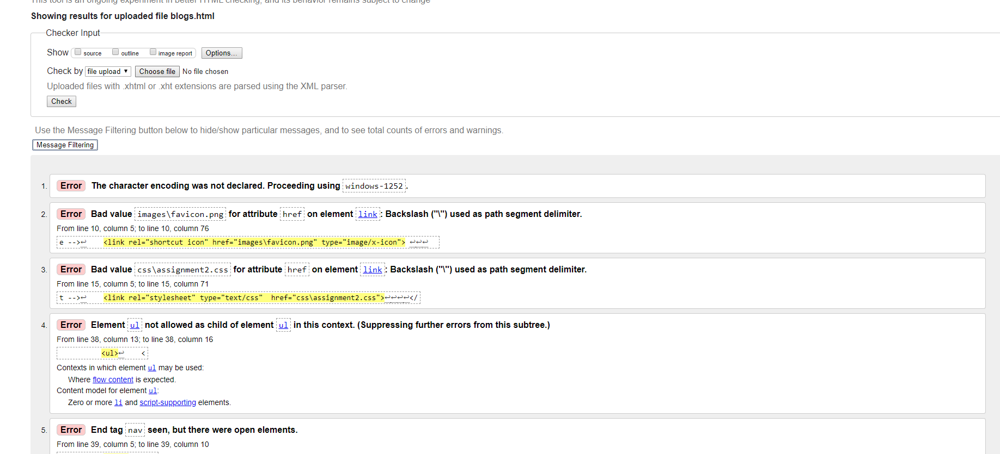 This tool is an ongoing experiment in better HTML checking, and its behavior remains subject to change
Showing results for uploaded file blogs.html
Checker Input
Show source outline image report Options...
Check by file upload ▼ Choose file No file chosen
Uploaded files with .xhtml or .xht extensions are parsed using the XML parser.
Check
Use the Message Filtering button below to hide/show particular messages, and to see total counts of errors and warnings.
Message Filtering
1. Error The character encoding was not declared. Proceeding using windows-1252.
2. Error Bad value images\favicon.png for attribute href on element link: Backslash ("\") used as path segment delimiter.
From line 10, column 5; to line 10, column 76
e -->↩    <link rel="shortcut icon" href="images\favicon.png" type="image/x-icon"> ↩↩↩
3. Error Bad value css\assignment2.css for attribute href on element link: Backslash ("\") used as path segment delimiter.
From line 15, column 5; to line 15, column 71
t -->↩    <link rel="stylesheet" type="text/css"  href="css\assignment2.css">↩↩↩↩</
4. Error Element ul not allowed as child of element ul in this context. (Suppressing further errors from this subtree.)
From line 38, column 13; to line 38, column 16
<ul>↩    <
Contexts in which element ul may be used:
Where flow content is expected.
Content model for element ul:
Zero or more li and script-supporting elements.
5. Error End tag nav seen, but there were open elements.
From line 39, column 5; to line 39, column 10